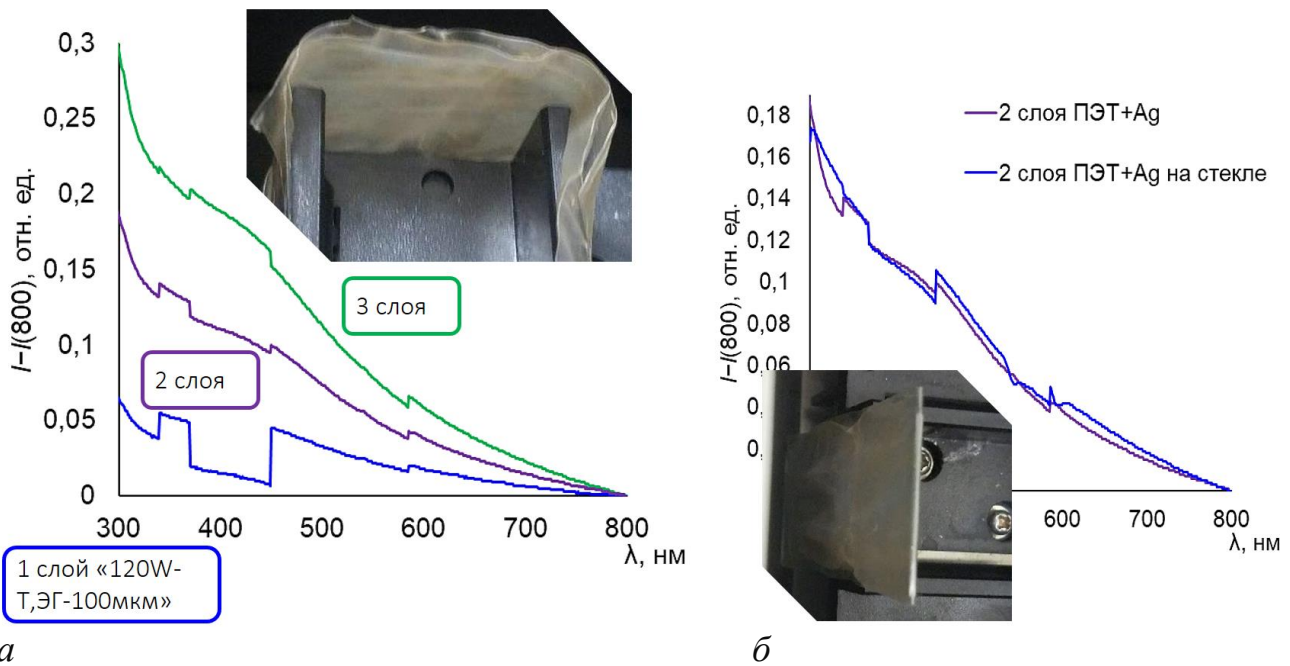 0,3
0,25
0,2
0,15
0,1
0,05
0
I–I(800), отн. ед.
300 400 500 600 700 800
λ, нм
3 слоя
2 слоя
1 слой «120W-
Т,ЭГ-100мкм»
а
0,18
0,16
0,14
0,12
0,1
0,08
0,06
0,
0,
I–I(800), отн. ед.
2 слоя ПЭТ+Ag
2 слоя ПЭТ+Ag на стекле
600 700 800
λ, нм
б